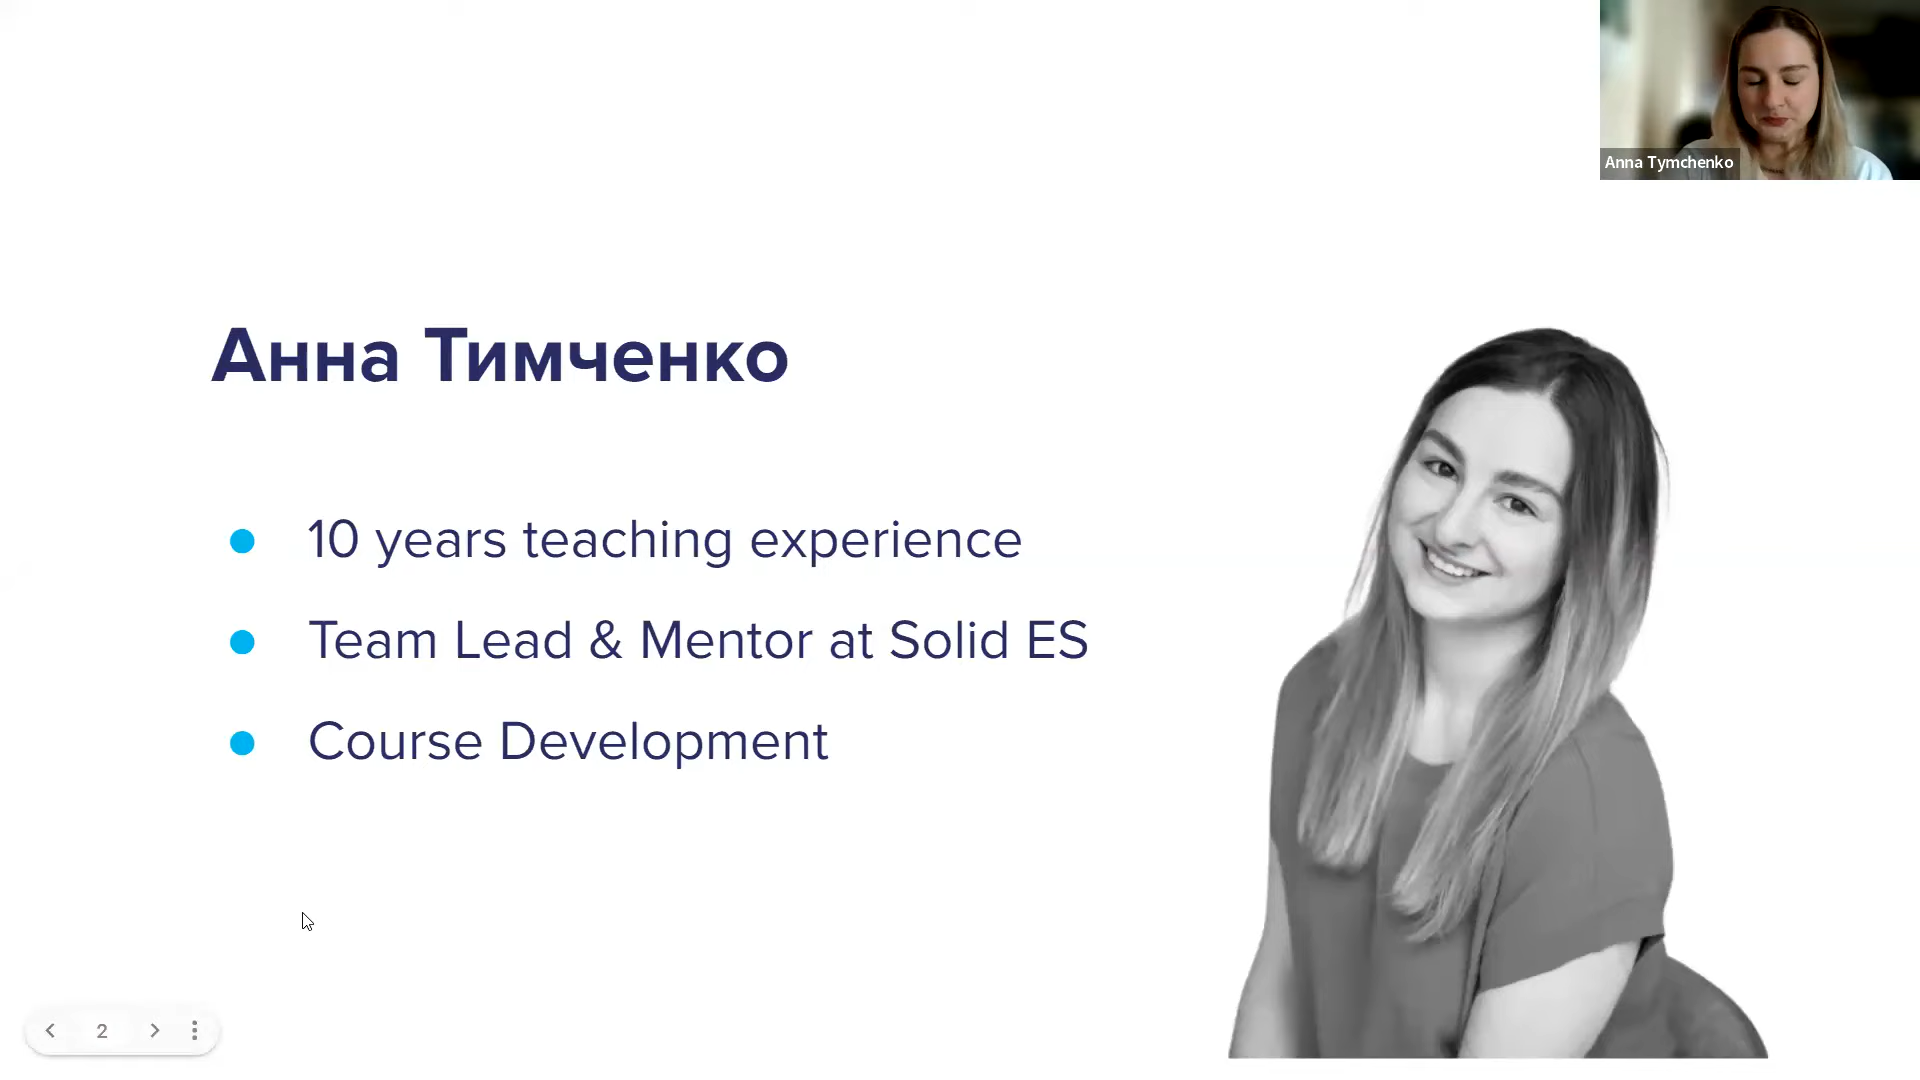 Anna Tymchenko
Анна Тимченко
10 years teaching experience
Team Lead & Mentor at Solid ES
Course Development
2